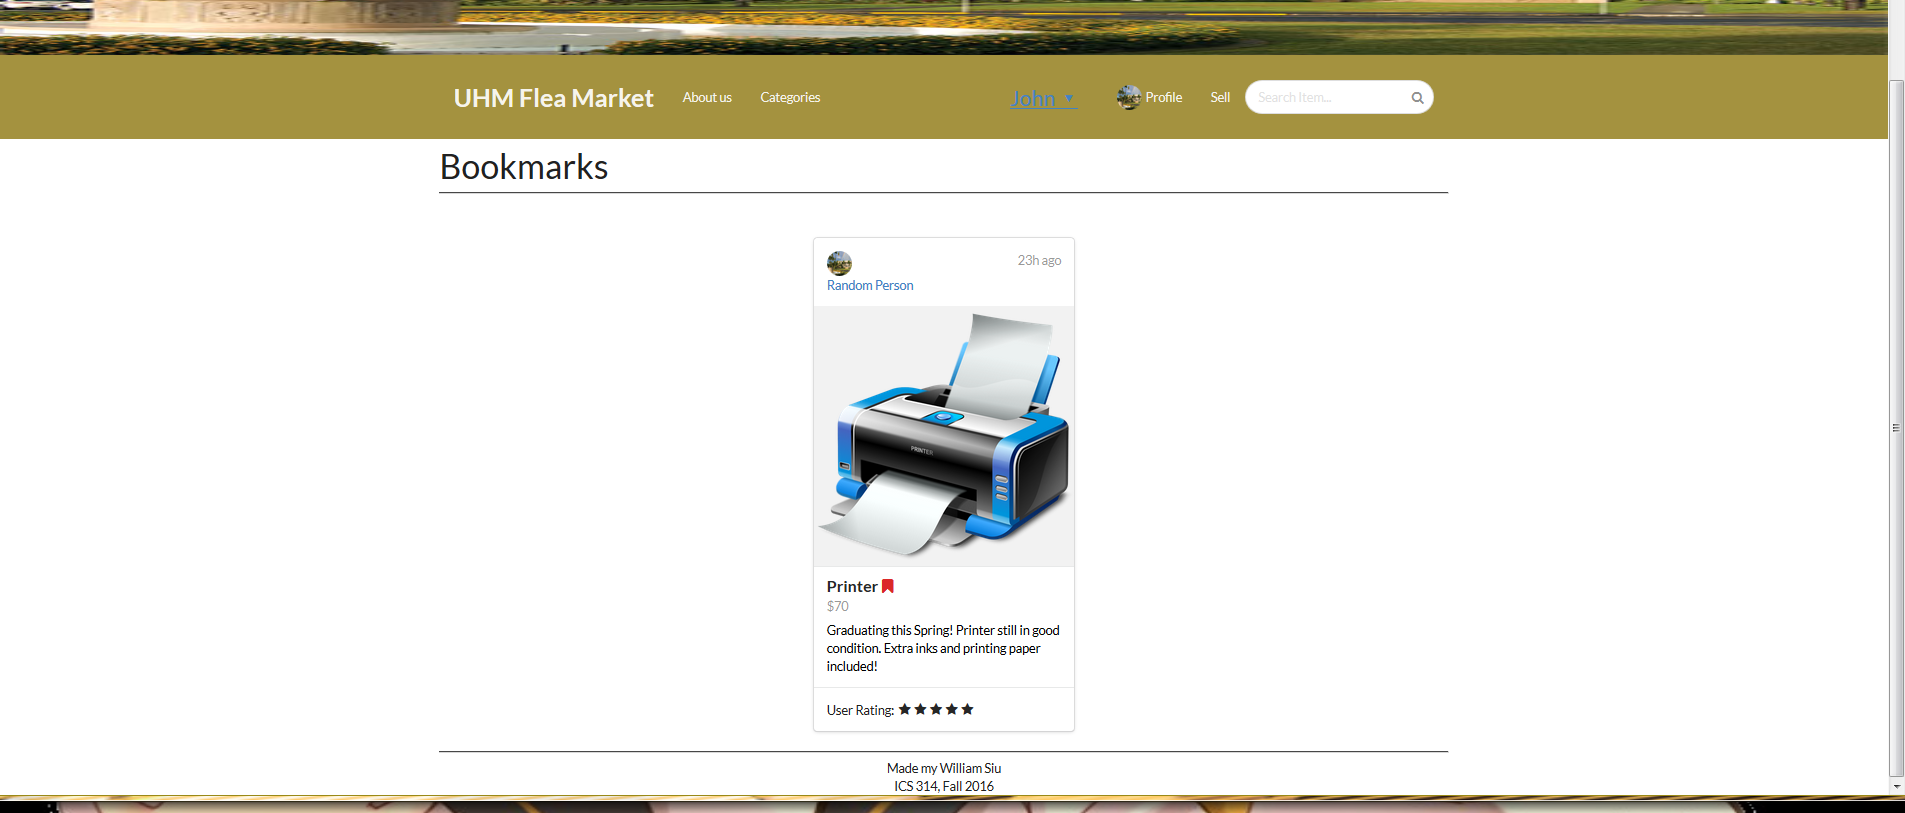 UHM Flea Market About us Categories John Profile Sell Search Item...
Bookmarks
23h ago
Random Person
PRINTER
Printer
$70
Graduating this Spring! Printer still in good
condition. Extra inks and printing paper
included!
User Rating:
Made my William Siu
ICS 314, Fall 2016